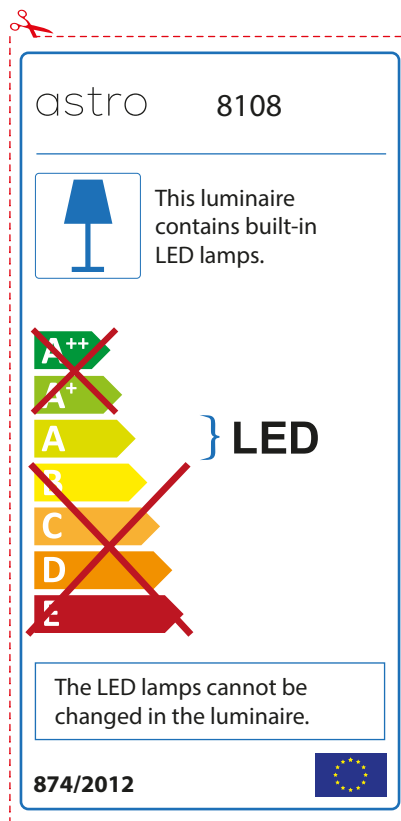 astro 8108
This luminaire
contains built-in
LED lamps.
A++
A+
A
LED
B
C
D
E
The LED lamps cannot be
changed in the luminaire.
874/2012